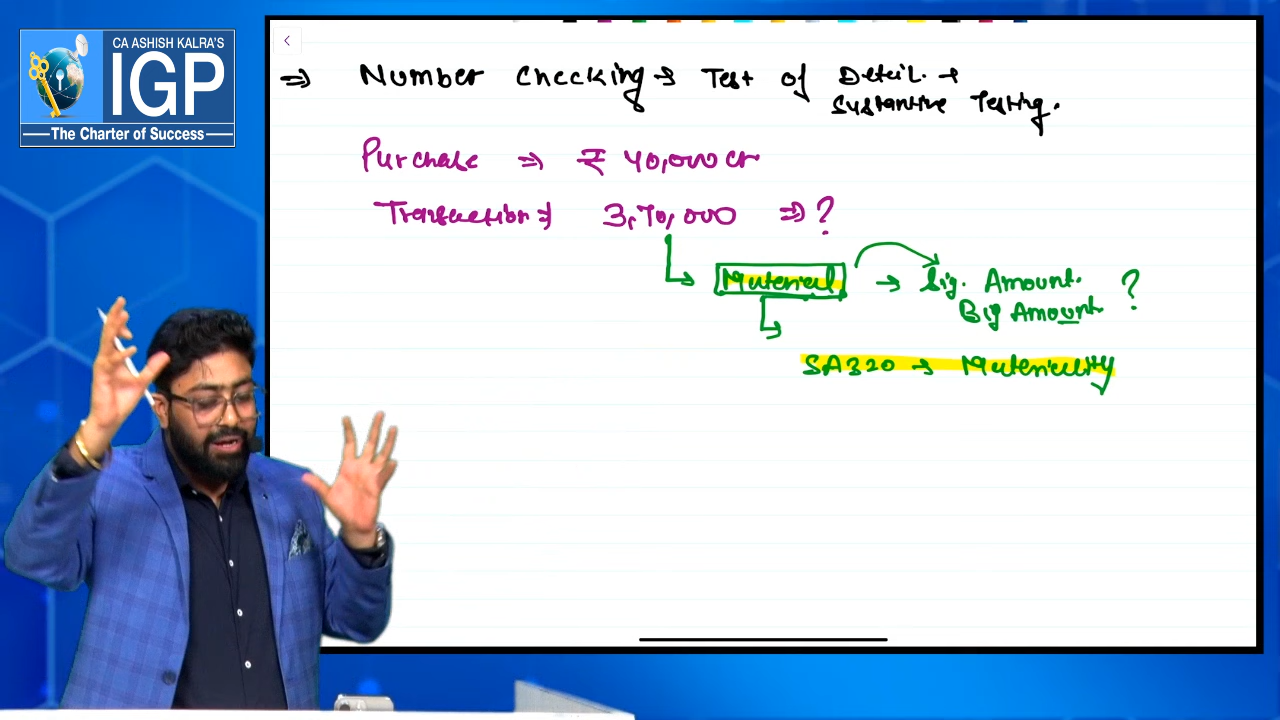 CA ASHISH KALRA'S
IGP
The Charter of Success
⇒ Number Checking → Test of Detail. →
Substantive Testing.
Purchase ⇒ ₹ 40,000 cr
Transaction ⇒ 3,70,000 ⇒ ?
Material → Sig. Amount. ?
Big Amount.
SA320 → Materiality